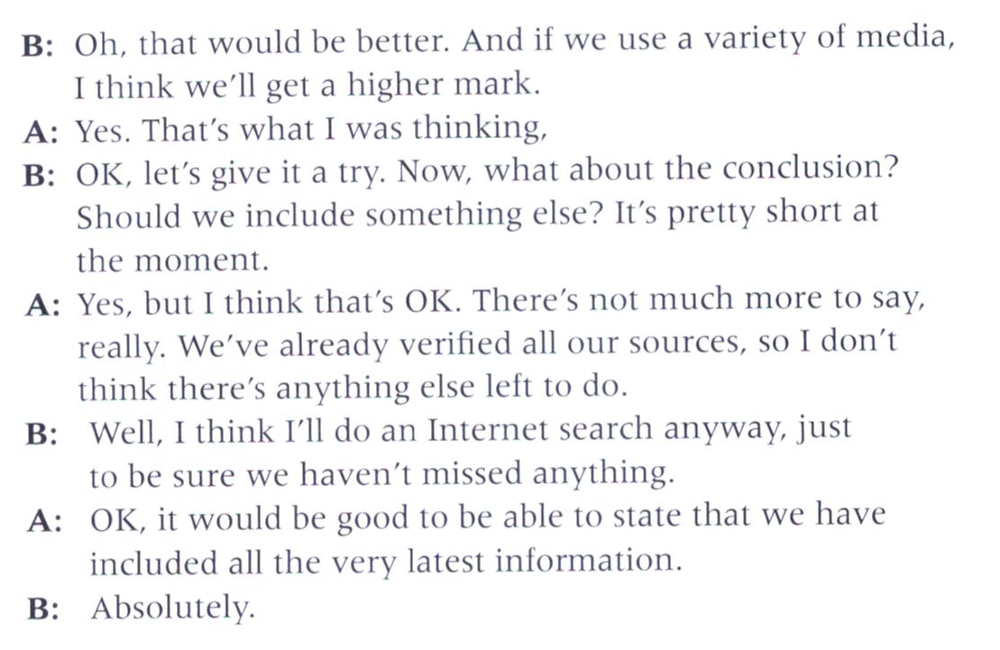 B: Oh, that would be better. And if we use a variety of media,
I think we'll get a higher mark.
A: Yes. That's what I was thinking,
B: OK, let's give it a try. Now, what about the conclusion?
Should we include something else? It's pretty short at
the moment.
A: Yes, but I think that's OK. There's not much more to say,
really. We've already verified all our sources, so I don't
think there's anything else left to do.
B: Well, I think I'll do an Internet search anyway, just
to be sure we haven't missed anything.
A: OK, it would be good to be able to state that we have
included all the very latest information.
B: Absolutely.